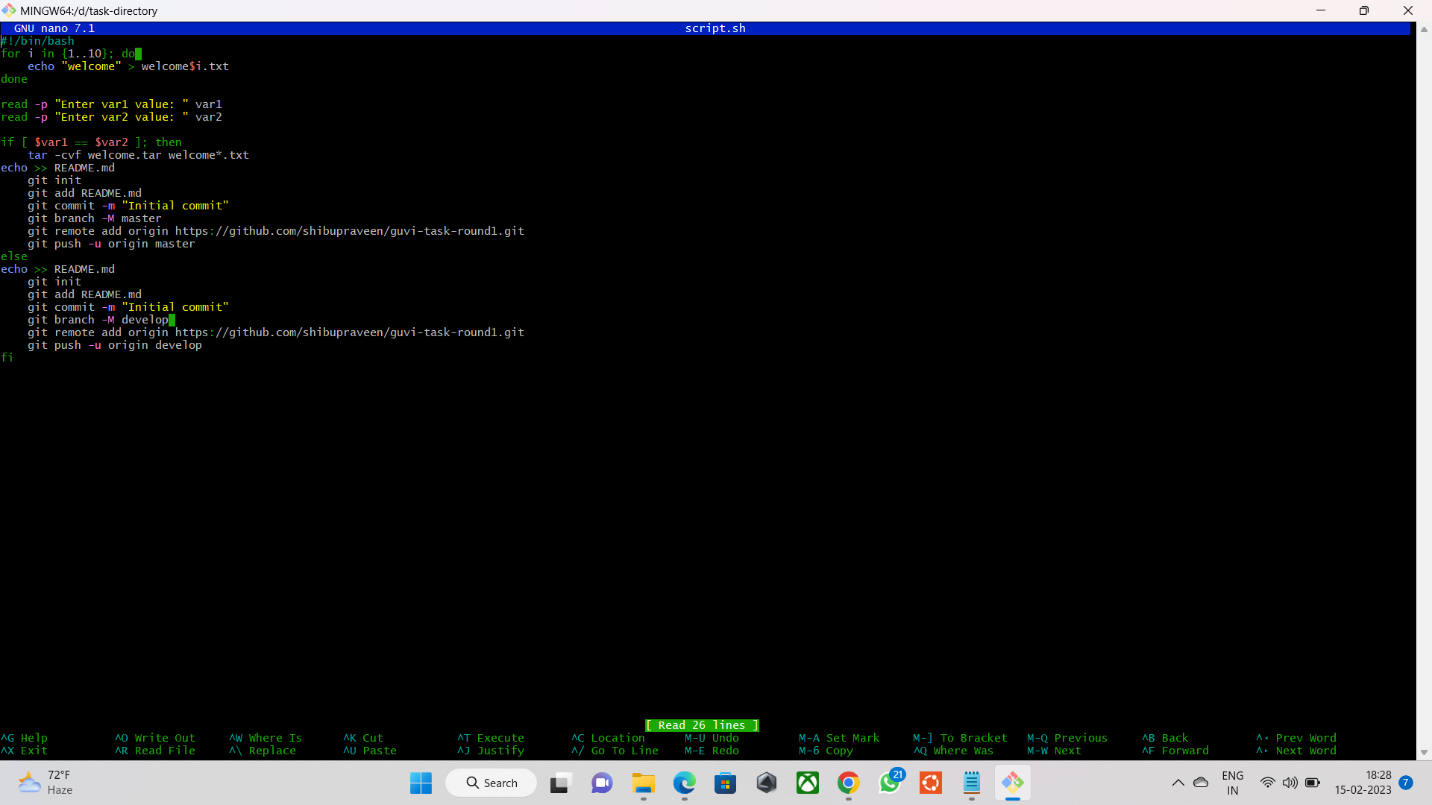 MINGW64:/d/task-directory
GNU nano 7.1 script.sh
#!/bin/bash
for i in {1..10}; do
    echo "welcome" > welcome$i.txt
done

read -p "Enter var1 value: " var1
read -p "Enter var2 value: " var2

if [ $var1 == $var2 ]; then
    tar -cvf welcome.tar welcome*.txt
echo >> README.md
    git init
    git add README.md
    git commit -m "Initial commit"
    git branch -M master
    git remote add origin https://github.com/shibupraveen/guvi-task-round1.git
    git push -u origin master
else
echo >> README.md
    git init
    git add README.md
    git commit -m "Initial commit"
    git branch -M develop
    git remote add origin https://github.com/shibupraveen/guvi-task-round1.git
    git push -u origin develop
fi
[ Read 26 lines ]
^G Help ^O Write Out ^W Where Is ^K Cut ^T Execute ^C Location M-U Undo M-A Set Mark M-] To Bracket M-Q Previous ^B Back ^◂ Prev Word
^X Exit ^R Read File ^\ Replace ^U Paste ^J Justify ^/ Go To Line M-E Redo M-6 Copy ^Q Where Was M-W Next ^F Forward ^▸ Next Word
72°F
Haze
Search
21
ENG
IN
18:28
15-02-2023
7